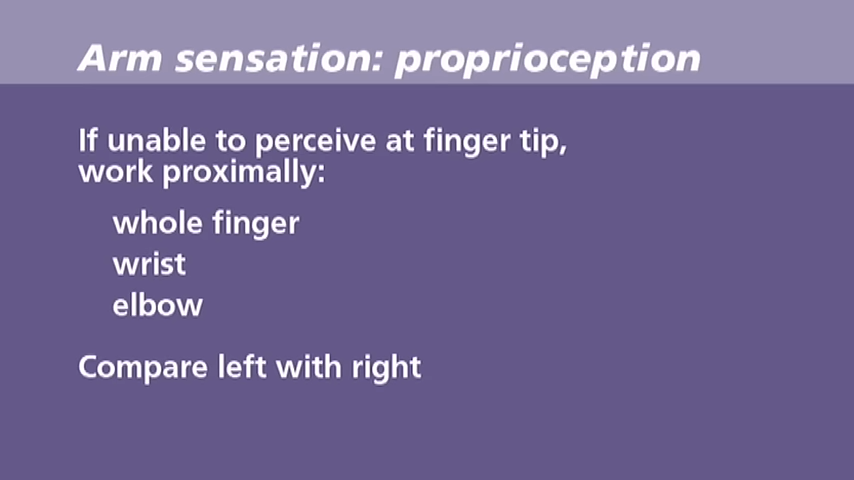 Arm sensation: proprioception
If unable to perceive at finger tip,
work proximally:
whole finger
wrist
elbow
Compare left with right